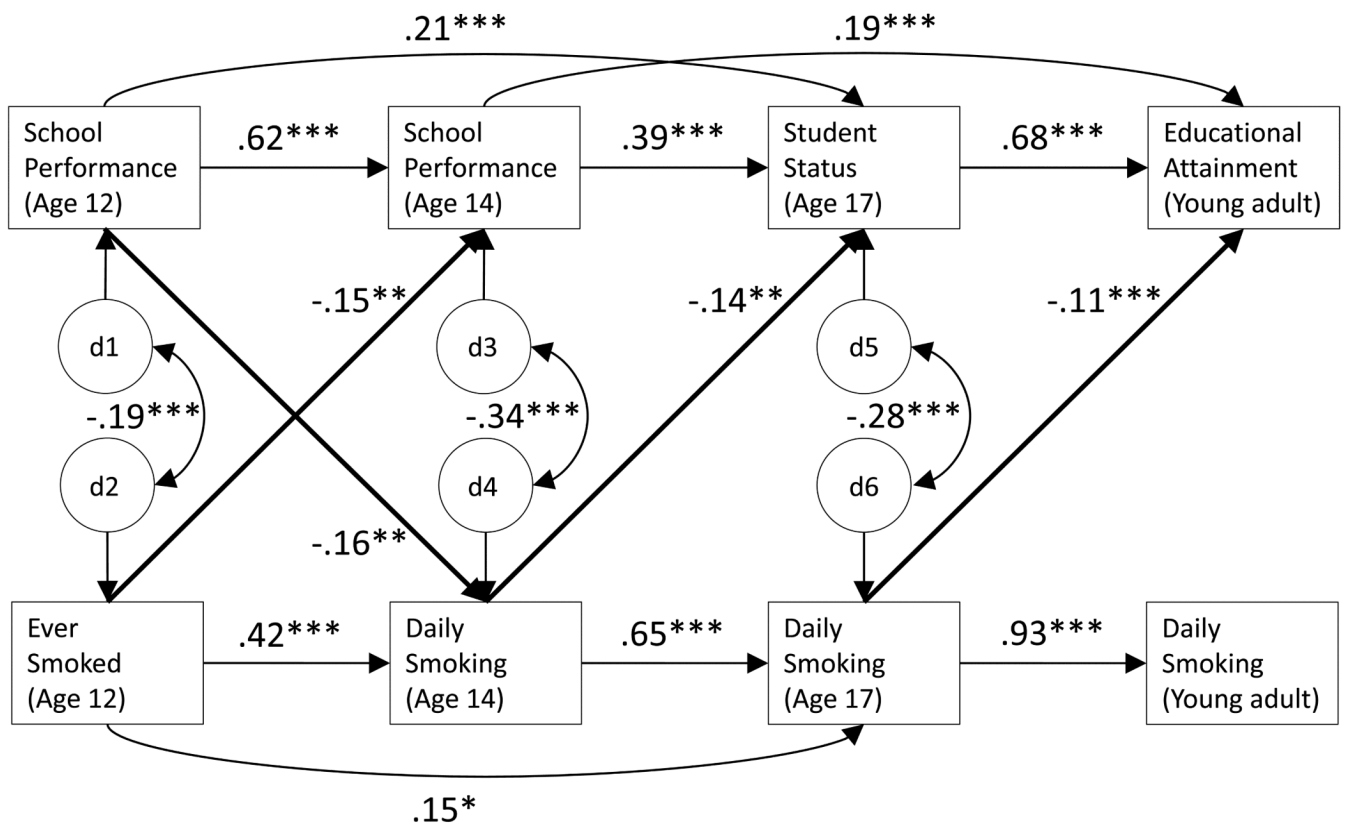 .21***
.19***
School
Performance
(Age 12)
.62***
School
Performance
(Age 14)
.39***
Student
Status
(Age 17)
.68***
Educational
Attainment
(Young adult)
-.15**
-.14**
-.11***
d1
d3
d5
-.19***
-.34***
-.28***
d2
d4
d6
-.16**
Ever
Smoked
(Age 12)
.42***
Daily
Smoking
(Age 14)
.65***
Daily
Smoking
(Age 17)
.93***
Daily
Smoking
(Young adult)
.15*